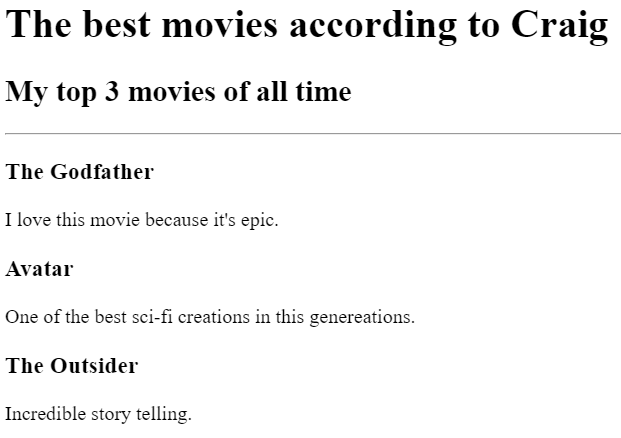 The best movies according to Craig
My top 3 movies of all time
The Godfather
I love this movie because it's epic.
Avatar
One of the best sci-fi creations in this genereations.
The Outsider
Incredible story telling.